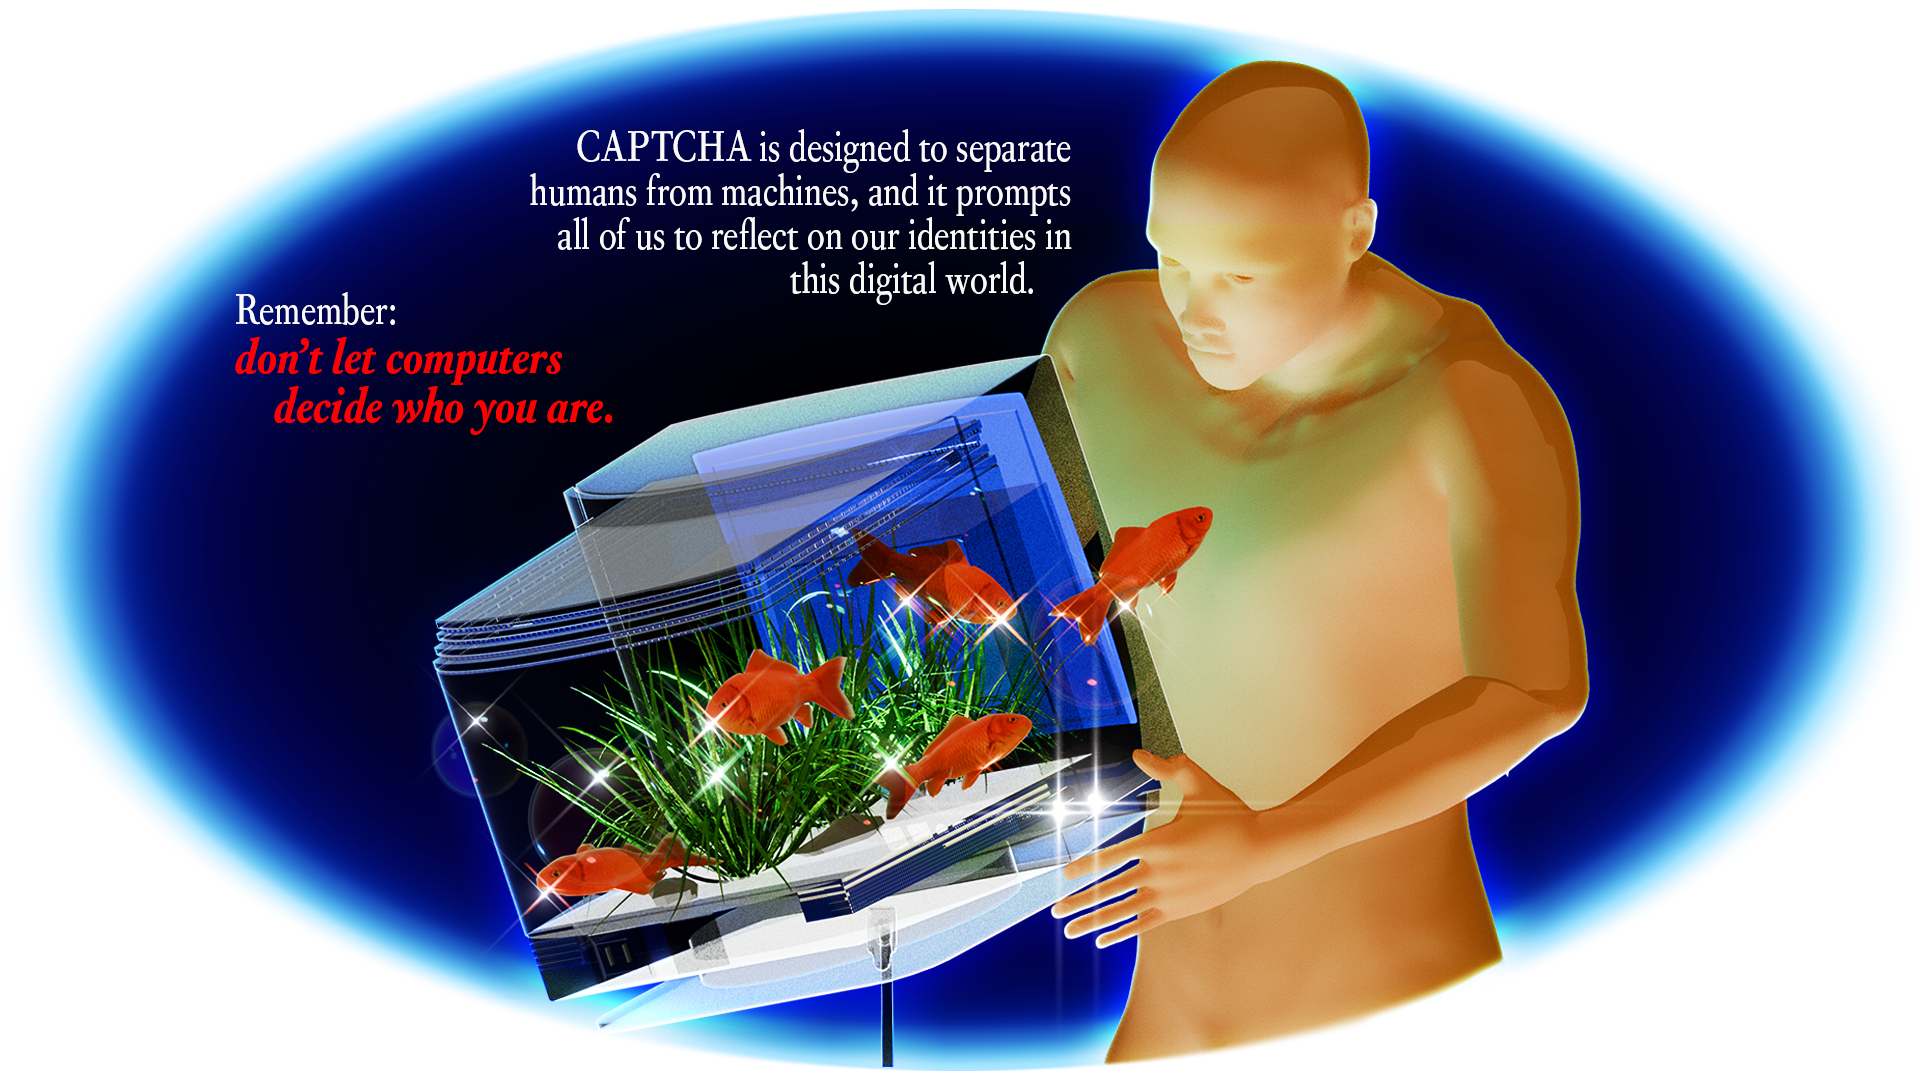 CAPTCHA is designed to separate
humans from machines, and it prompts
all of us to reflect on our identities in
this digital world.
Remember:
don’t let computers
decide who you are.